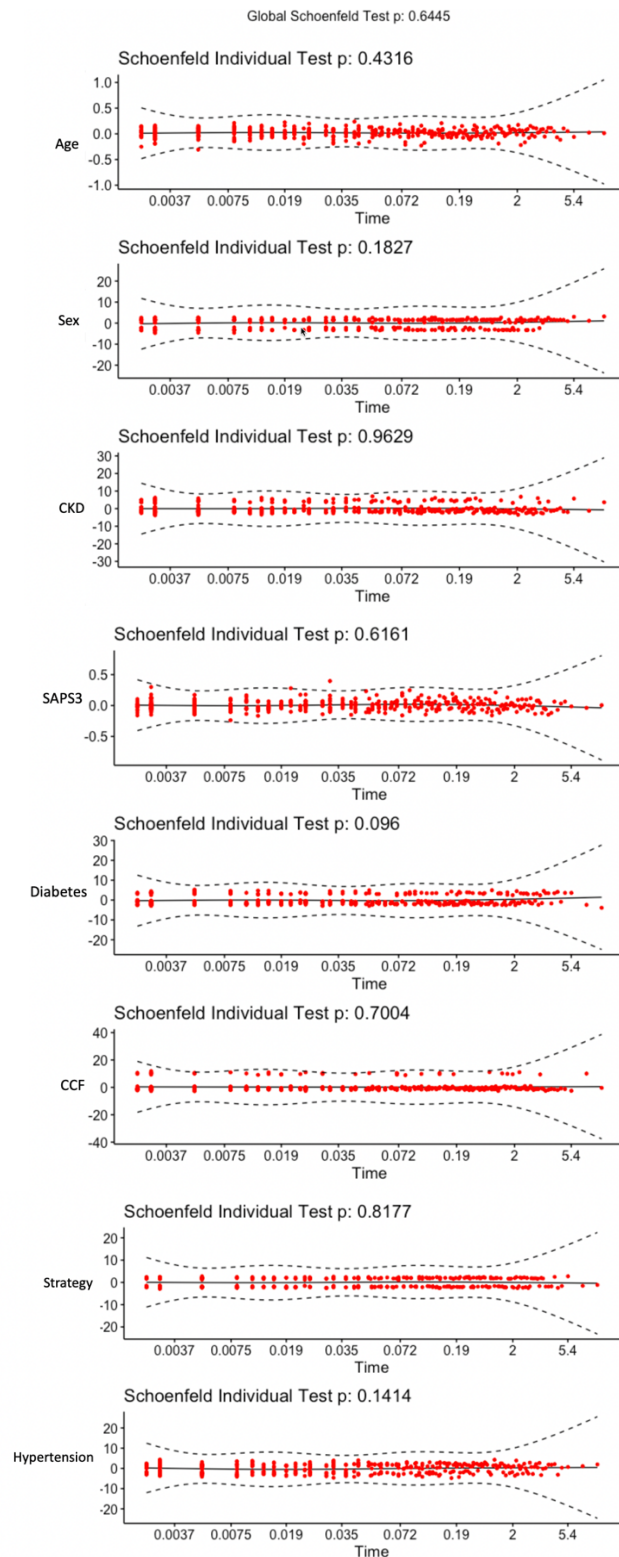 Global Schoenfeld Test p: 0.6445
Schoenfeld Individual Test p: 0.4316
1.0
0.5
0.0
-0.5
-1.0
Age
0.0037 0.0075 0.019 0.035 0.072 0.19 2 5.4
Time
Schoenfeld Individual Test p: 0.1827
20
10
0
-10
-20
Sex
0.0037 0.0075 0.019 0.035 0.072 0.19 2 5.4
Time
Schoenfeld Individual Test p: 0.9629
30
20
10
0
-10
-20
-30
CKD
0.0037 0.0075 0.019 0.035 0.072 0.19 2 5.4
Time
Schoenfeld Individual Test p: 0.6161
0.5
0.0
-0.5
SAPS3
0.0037 0.0075 0.019 0.035 0.072 0.19 2 5.4
Time
Schoenfeld Individual Test p: 0.096
30
20
10
0
-10
-20
Diabetes
0.0037 0.0075 0.019 0.035 0.072 0.19 2 5.4
Time
Schoenfeld Individual Test p: 0.7004
40
20
0
-20
-40
CCF
0.0037 0.0075 0.019 0.035 0.072 0.19 2 5.4
Time
Schoenfeld Individual Test p: 0.8177
20
10
0
-10
-20
Strategy
0.0037 0.0075 0.019 0.035 0.072 0.19 2 5.4
Time
Schoenfeld Individual Test p: 0.1414
20
10
0
-10
-20
Hypertension
0.0037 0.0075 0.019 0.035 0.072 0.19 2 5.4
Time